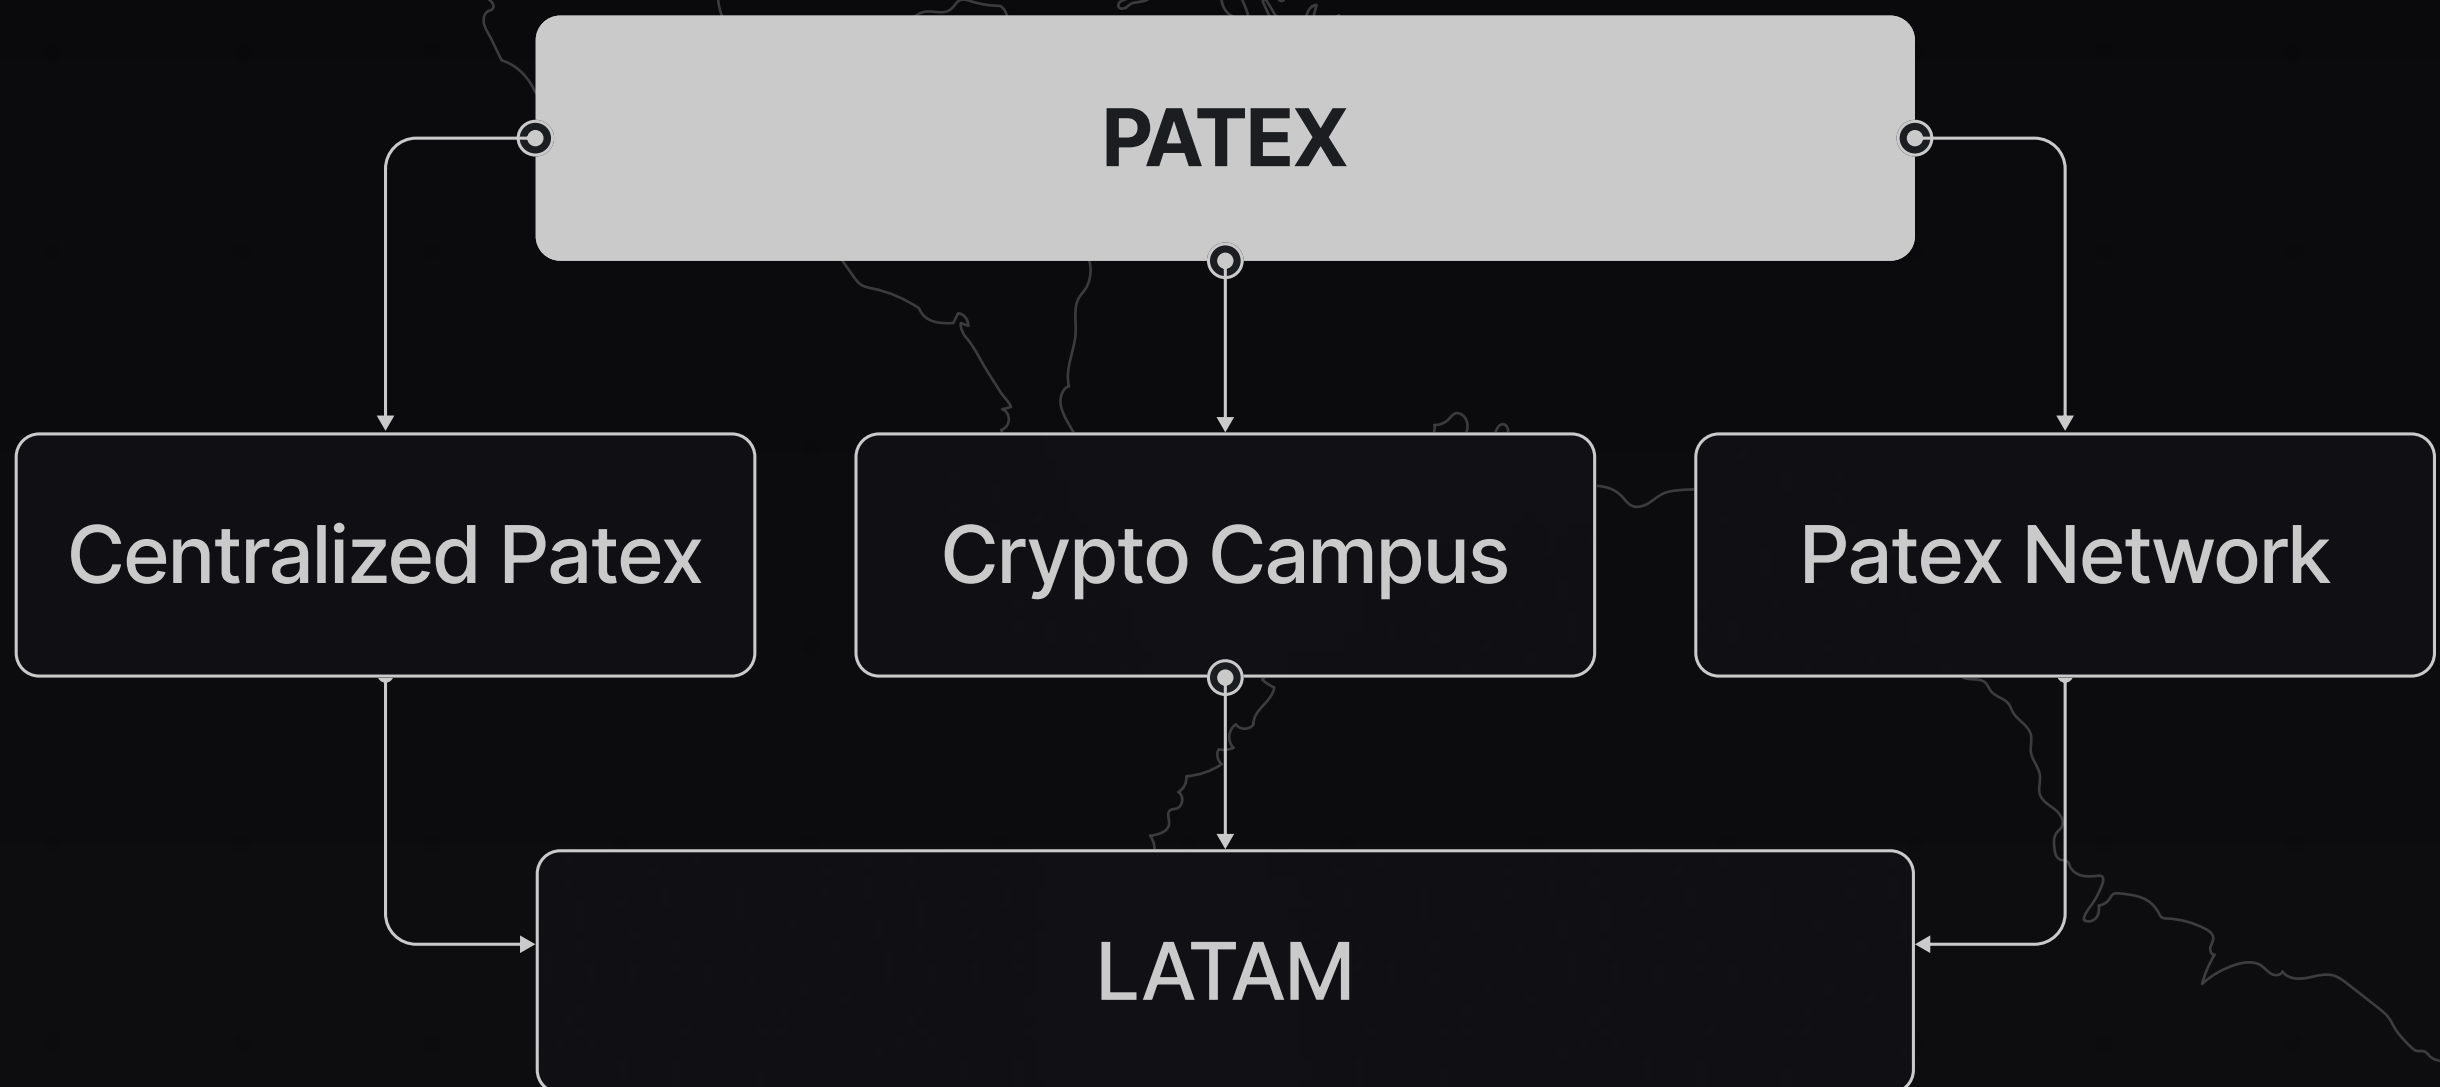 PATEX
Centralized Patex
Crypto Campus
Patex Network
LATAM